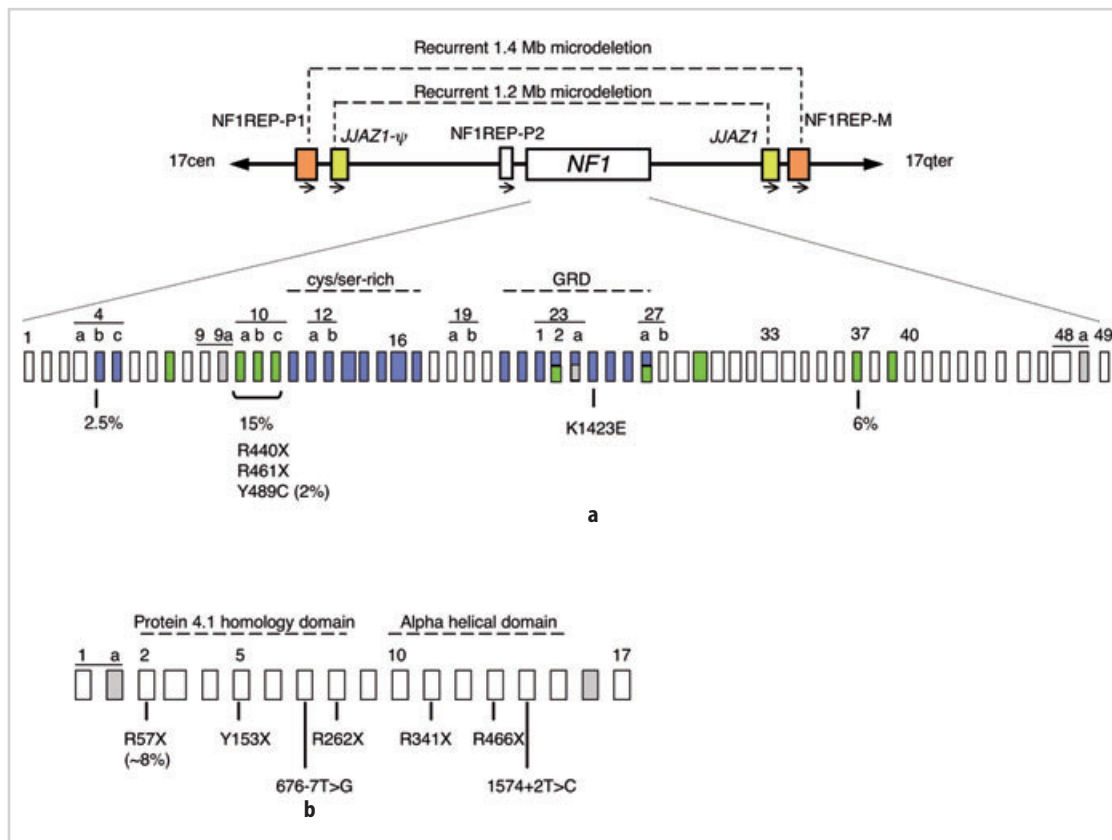 Recurrent 1.4 Mb microdeletion
Recurrent 1.2 Mb microdeletion
NF1REP-P1
JJAZ1-ψ
NF1REP-P2
JJAZ1
NF1REP-M
17cen
NF1
17qter
cys/ser-rich
GRD
1
4
a b c
9 9a
10
a b c
12
a b
16
19
a b
23
1 2 a
27
a b
33
37
40
48 a
49
2.5%
15%
R440X
R461X
Y489C (2%)
K1423E
6%
a
Protein 4.1 homology domain
Alpha helical domain
1 a 2 5 10 17
R57X
(~8%)
Y153X
R262X
R341X
R466X
676-7T>G
1574+2T>C
b